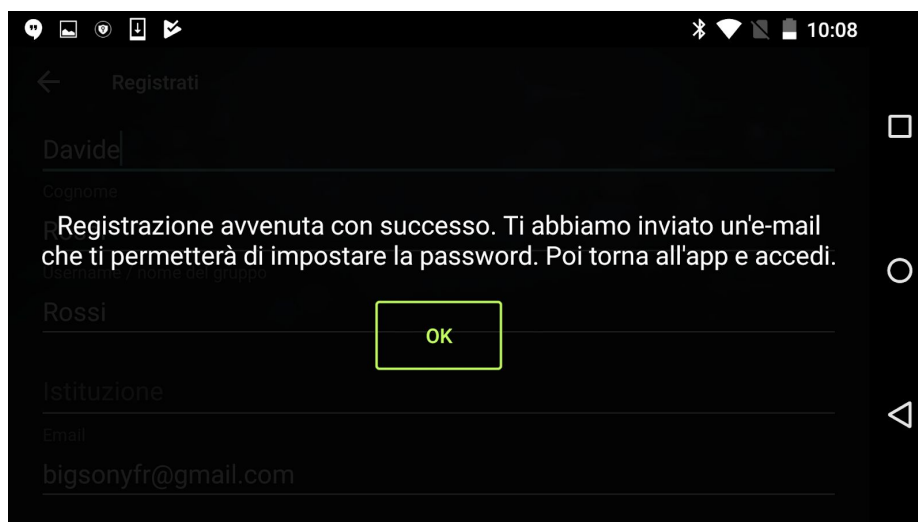 10:08
Registrati
Davide
Cognome
Registrazione avvenuta con successo. Ti abbiamo inviato un'e-mail
che ti permetterà di impostare la password. Poi torna all'app e accedi.
Username / nome del gruppo
Rossi
OK
Istituzione
Email
bigsonyfr@gmail.com